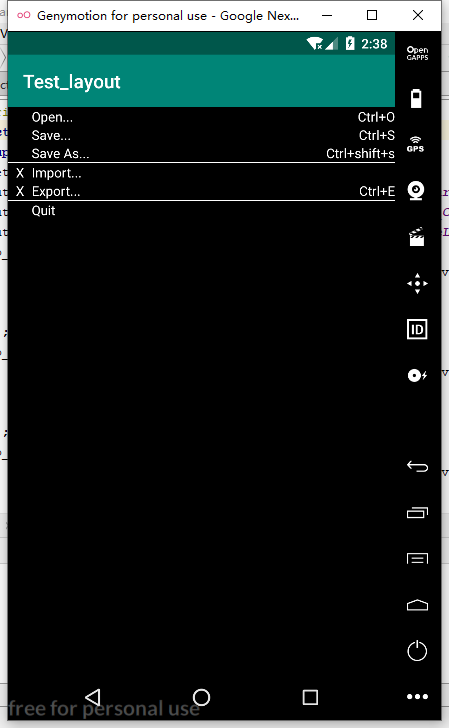 Genymotion for personal use - Google Nex...
2:38
Open GAPPS
Test_layout
Open... Ctrl+O
Save... Ctrl+S
Save As... Ctrl+shift+s
X Import...
X Export... Ctrl+E
Quit
GPS
ID
free for personal use